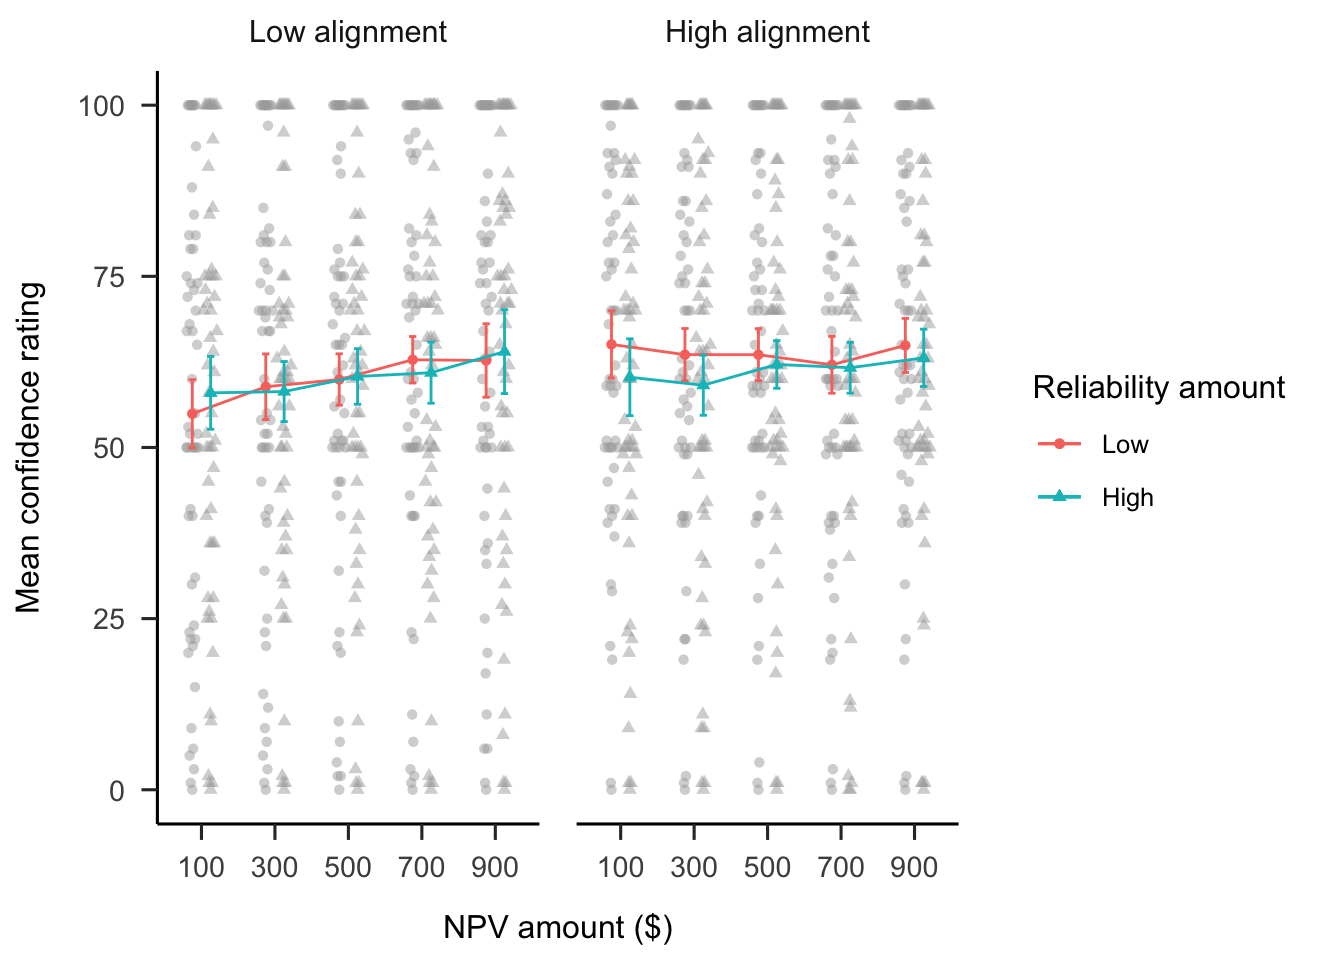 Low alignment
High alignment
Mean confidence rating
100
75
50
25
0
100 300 500 700 900
100 300 500 700 900
NPV amount ($)
Reliability amount
Low
High